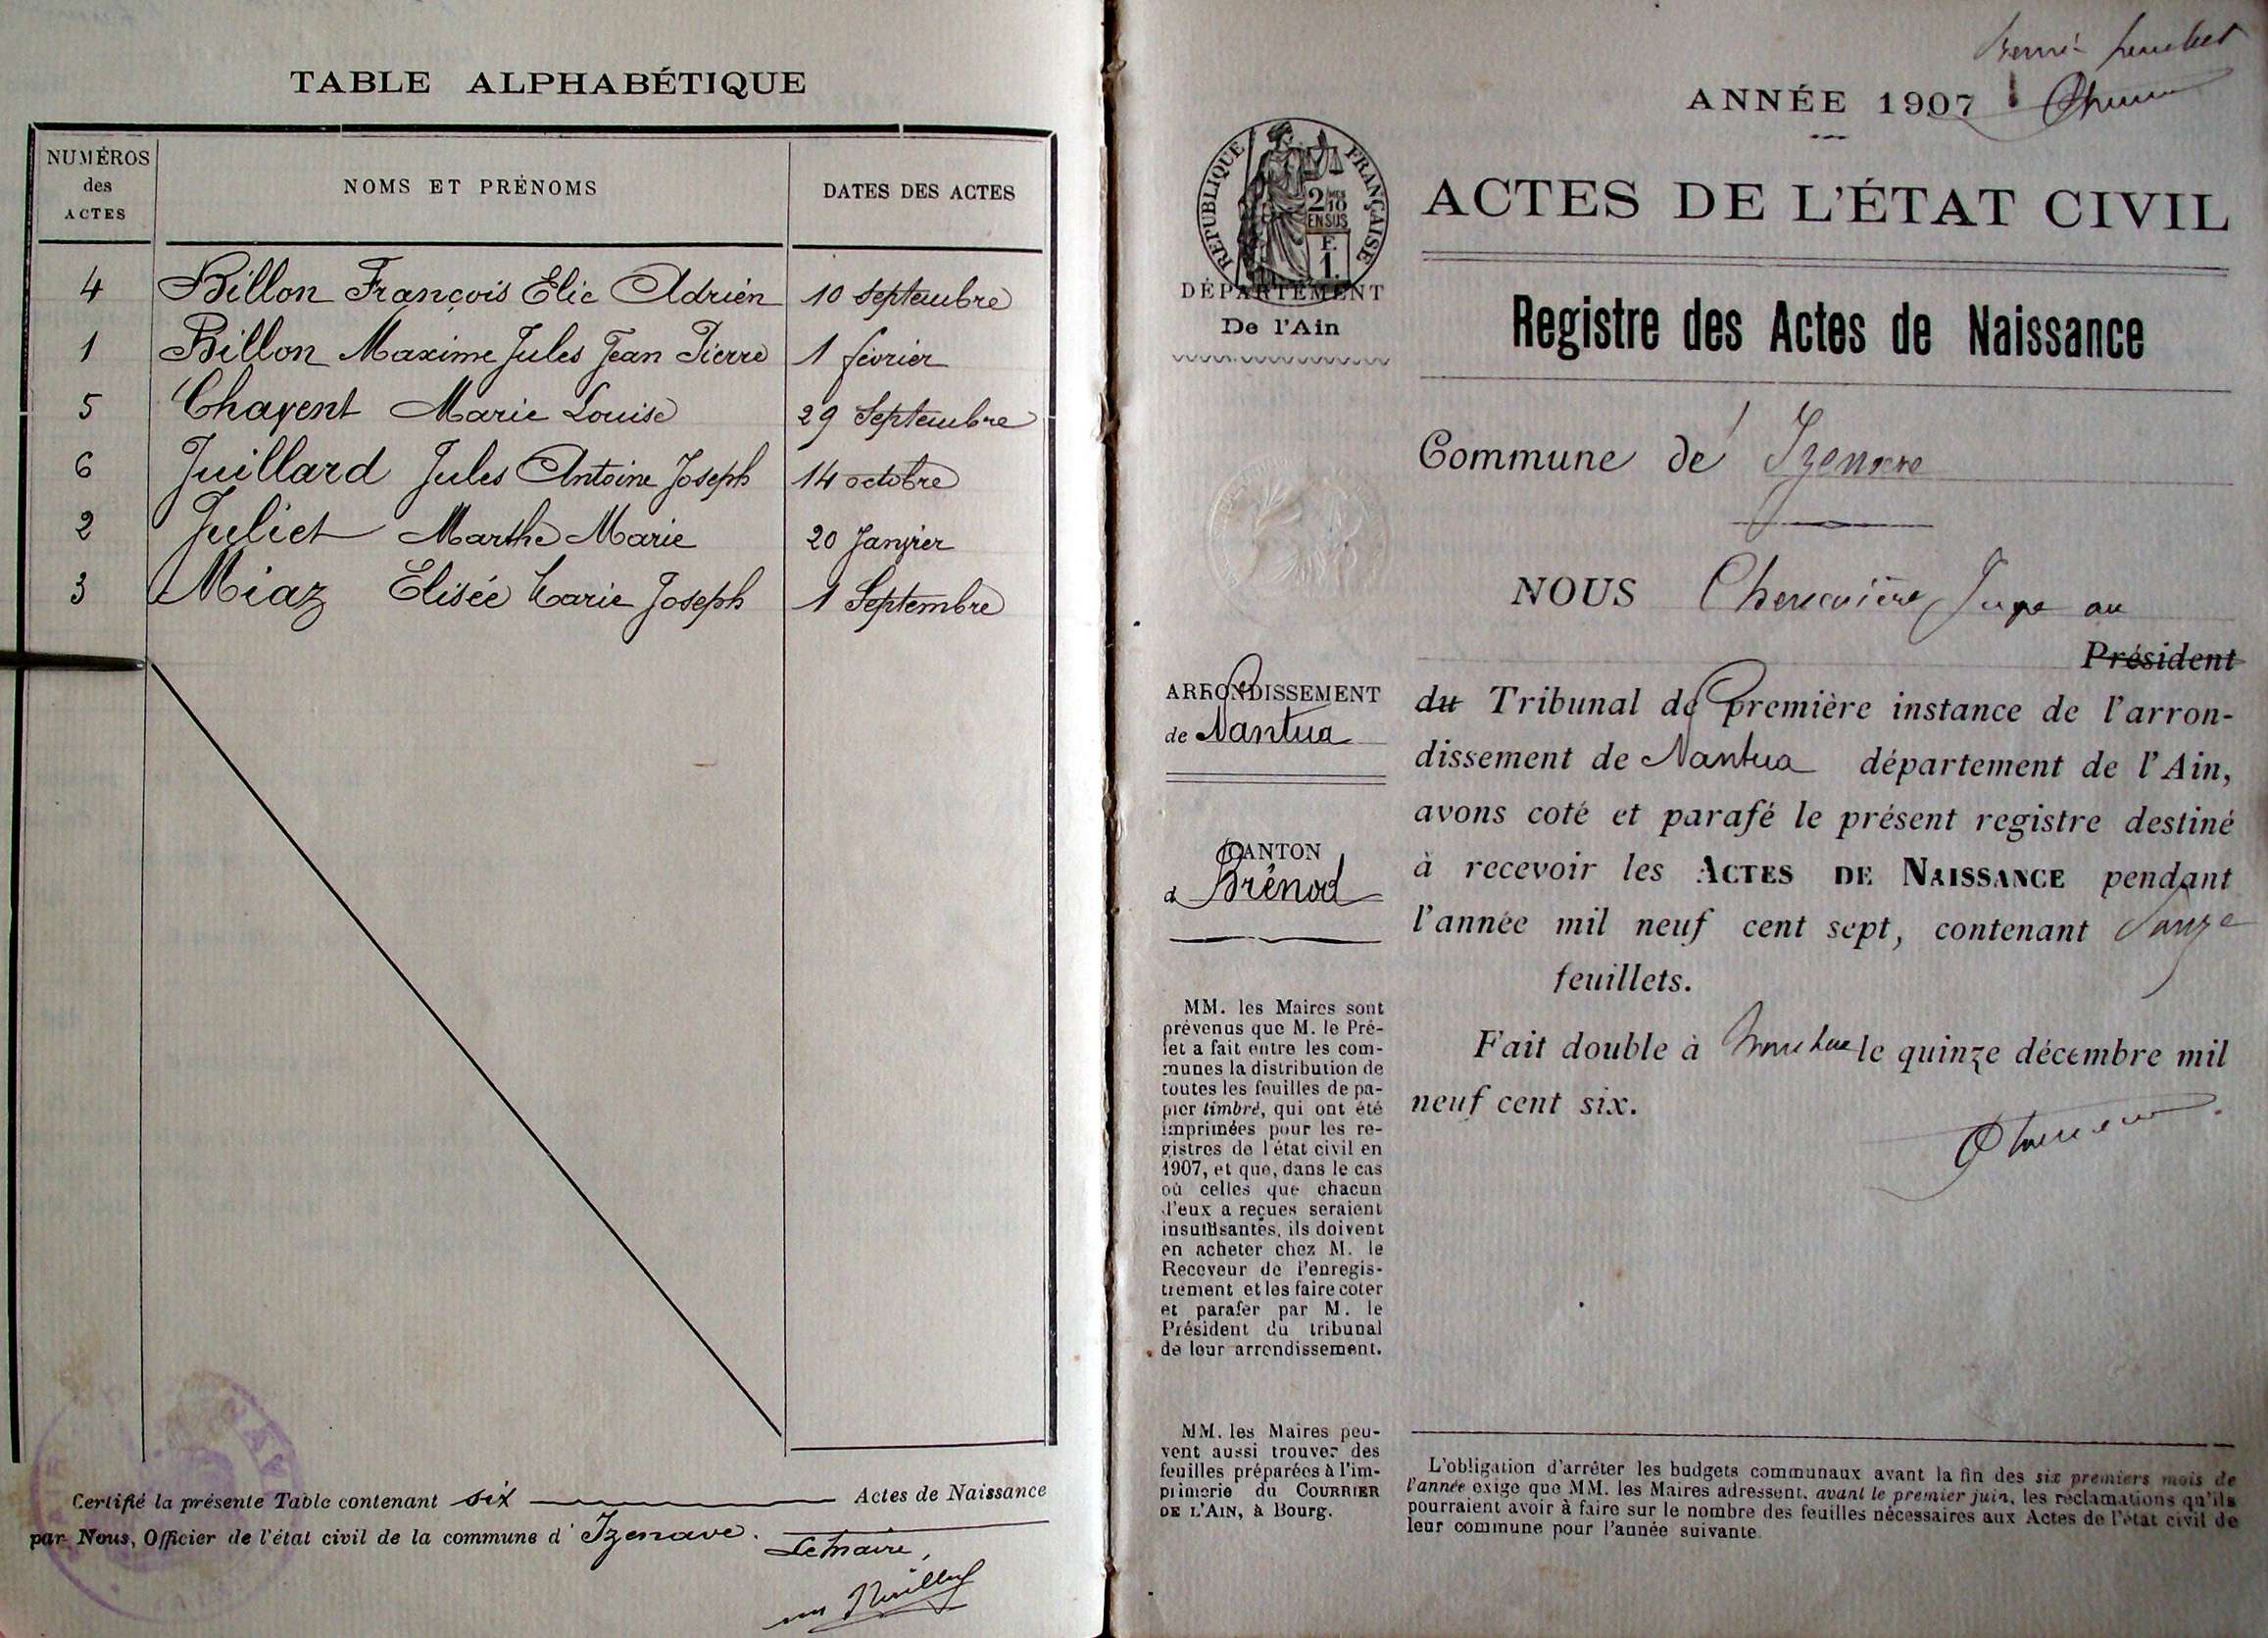 TABLE ALPHABÉTIQUE
NUMÉROS des ACTES
NOMS ET PRÉNOMS
DATES DES ACTES
4 Billon François Elie Adrien 10 Septembre
1 Billon Maxime Jules Jean Pierre 1 février
5 Chavent Marie Louise 29 Septembre
6 Juillard Jules Antoine Joseph 14 octobre
2 Juliet Marthe Marie 20 Janvier
3 Miaz Elisée Marie Joseph 1 Septembre
Certifié la présente Table contenant six Actes de Naissance
par Nous, Officier de l'état civil de la commune d' Izenave.
Le Maire,
ANNÉE 1907
RÉPUBLIQUE FRANÇAISE
2/10
EN SUS
F.
1.
DÉPARTEMENT
De l'Ain
ACTES DE L'ÉTAT CIVIL
Registre des Actes de Naissance
Commune de Izenave
NOUS Juge au
Président
du Tribunal de première instance de l'arron-
dissement de Nantua département de l'Ain,
avons coté et parafé le présent registre destiné
à recevoir les ACTES DE NAISSANCE pendant
l'année mil neuf cent sept, contenant
feuillets.
Fait double à Nantua le quinze décembre mil
neuf cent six.
ARRONDISSEMENT
de Nantua
CANTON
d Brénod
MM. les Maires sont
prévenus que M. le Pré-
fet a fait entre les com-
munes la distribution de
toutes les feuilles de pa-
pier timbré, qui ont été
imprimées pour les re-
gistres de l'état civil en
1907, et que, dans le cas
où celles que chacun
d'eux a reçues seraient
insuffisantes, ils doivent
en acheter chez M. le
Receveur de l'enregis-
trement et les faire coter
et parafer par M. le
Président du tribunal
de leur arrondissement.
MM. les Maires peu-
vent aussi trouver des
feuilles préparées à l'im-
primerie du COURRIER
DE L'AIN, à Bourg.
L'obligation d'arrêter les budgets communaux avant la fin des six premiers mois de
l'année exige que MM. les Maires adressent, avant le premier juin, les réclamations qu'ils
pourraient avoir à faire sur le nombre des feuilles nécessaires aux Actes de l'état civil de
leur commune pour l'année suivante.